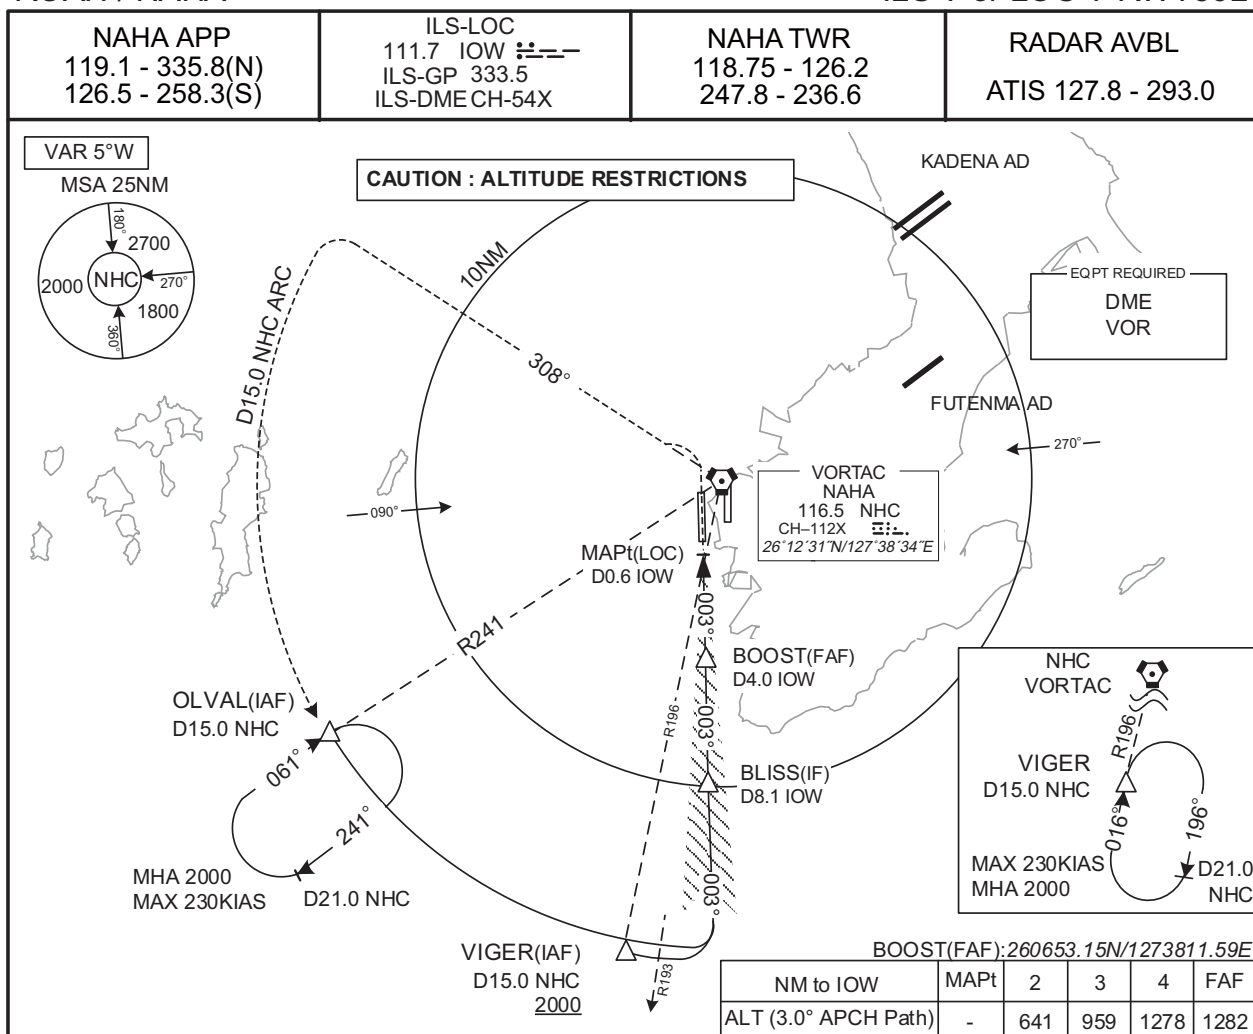 NAHA APP
119.1 - 335.8(N)
126.5 - 258.3(S)
ILS-LOC
111.7 IOW
ILS-GP 333.5
ILS-DME CH-54X
NAHA TWR
118.75 - 126.2
247.8 - 236.6
RADAR AVBL
ATIS 127.8 - 293.0
VAR 5°W
MSA 25NM
180°
2700
NHC
2000
270°
1800
360°
CAUTION : ALTITUDE RESTRICTIONS
KADENA AD
EQPT REQUIRED
DME
VOR
10NM
D15.0 NHC ARC
308°
FUTENMA AD
270°
090°
VORTAC
NAHA
116.5 NHC
CH–112X
26°12′31″N/127°38′34″E
MAPt(LOC)
D0.6 IOW
003°
R241
BOOST(FAF)
D4.0 IOW
003°
R196
OLVAL(IAF)
D15.0 NHC
061°
241°
MHA 2000
MAX 230KIAS
D21.0 NHC
BLISS(IF)
D8.1 IOW
003°
VIGER(IAF)
D15.0 NHC
2000
R193
NHC
VORTAC
R196
VIGER
D15.0 NHC
016°
196°
MAX 230KIAS
MHA 2000
D21.0
NHC
BOOST(FAF):260653.15N/1273811.59E
NM to IOW MAPt 2 3 4 FAF
ALT (3.0° APCH Path) - 641 959 1278 1282